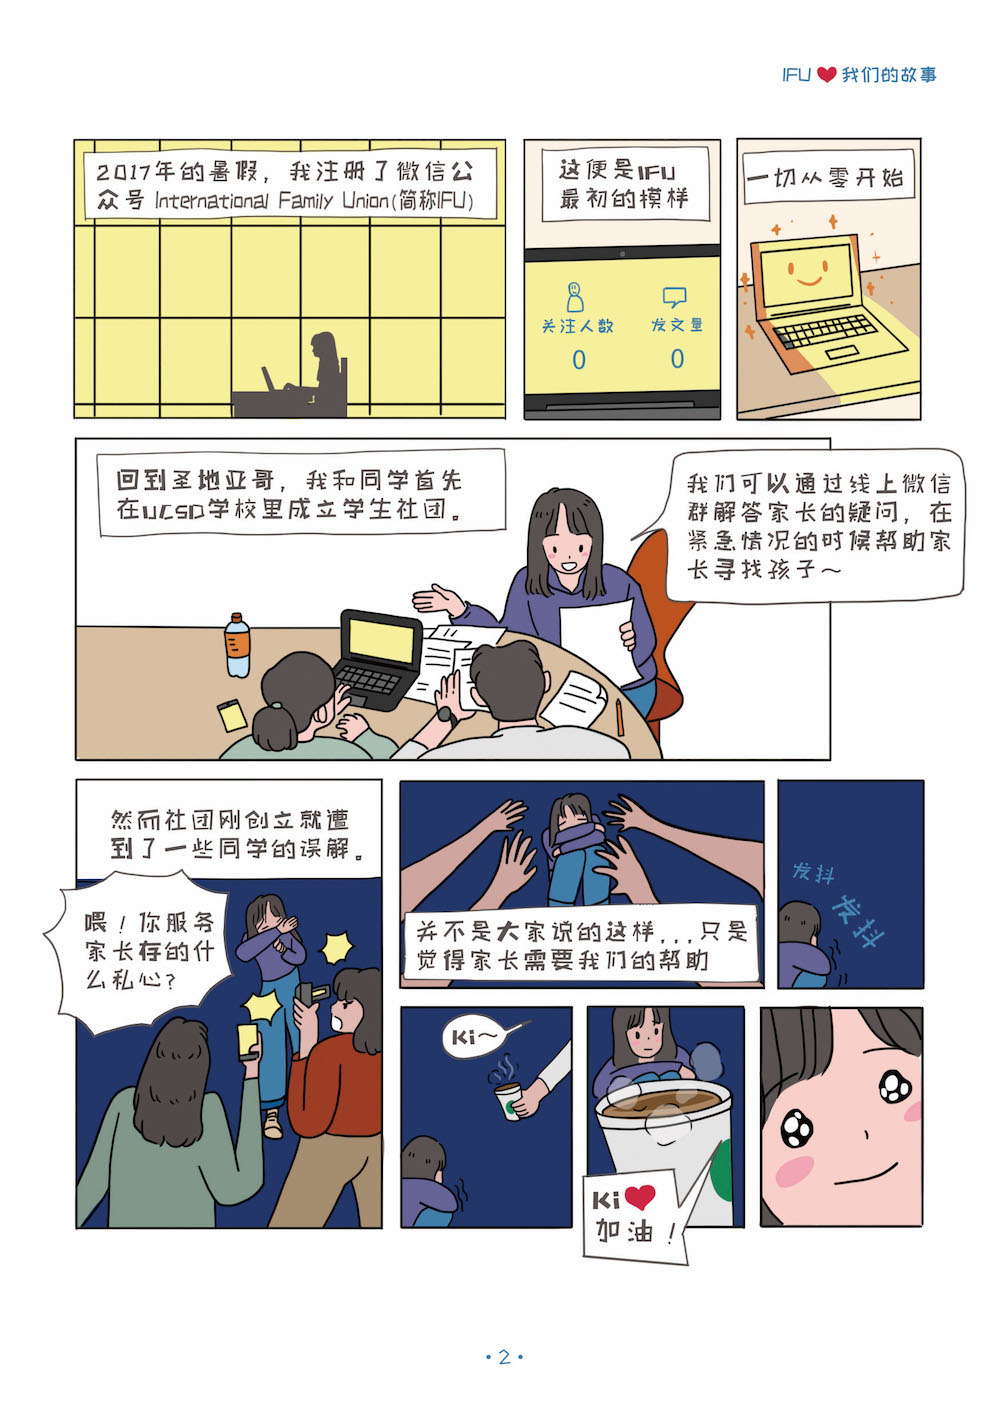 IFU❤我们的故事
2017年的暑假，我注册了微信公
众号 International Family Union(简称IFU)
这便是IFU
最初的模样
关注人数
0
发文量
0
一切从零开始
回到圣地亚哥，我和同学首先
在UCSD学校里成立学生社团。
我们可以通过线上微信
群解答家长的疑问，在
紧急情况的时候帮助家
长寻找孩子～
然而社团刚创立就遭
到了一些同学的误解。
喂！你服务
家长存的什
么私心？
并不是大家说的这样...只是
觉得家长需要我们的帮助
发抖
发抖
Ki～
Ki❤
加油！
·2·